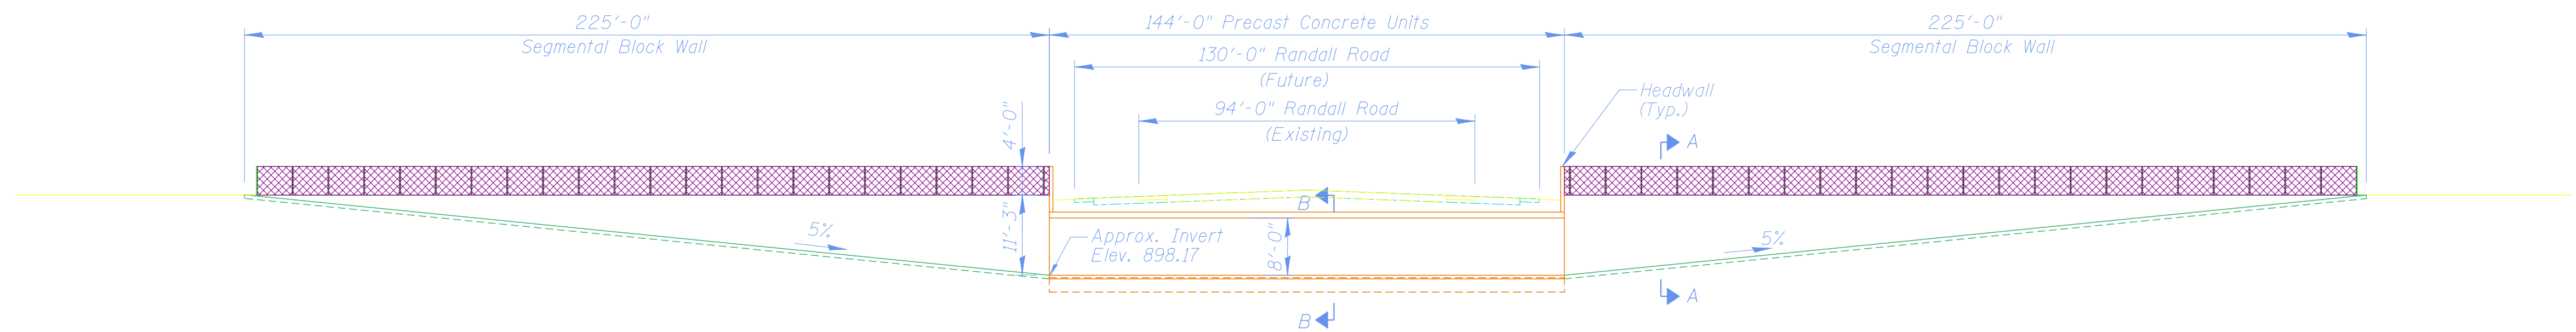 225'-0"
Segmental Block Wall
144'-0" Precast Concrete Units
225'-0"
Segmental Block Wall
130'-0" Randall Road
(Future)
94'-0" Randall Road
(Existing)
Headwall
(Typ.)
4'-0"
A
B
11'-3"
5%
Approx. Invert
Elev. 898.17
8'-0"
5%
A
B